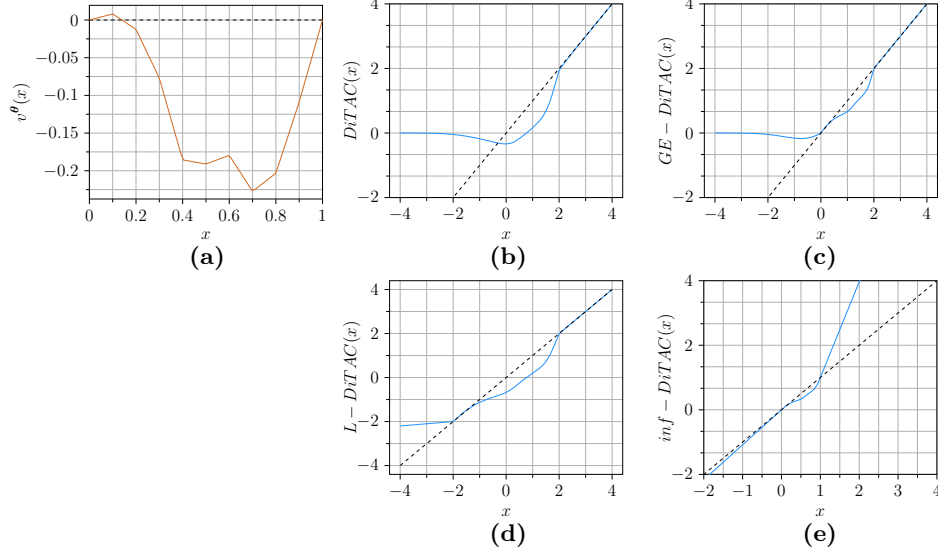 0
−0.05
−0.1
−0.15
−0.2
v^θ(x)
0 0.2 0.4 0.6 0.8 1
x
(a)
4
2
0
−2
DiTAC(x)
−4 −2 0 2 4
x
(b)
4
2
0
−2
GE − DiTAC(x)
−4 −2 0 2 4
x
(c)
4
2
0
−2
−4
L − DiTAC(x)
−4 −2 0 2 4
x
(d)
4
2
0
−2
inf − DiTAC(x)
−2 −1 0 1 2 3 4
x
(e)